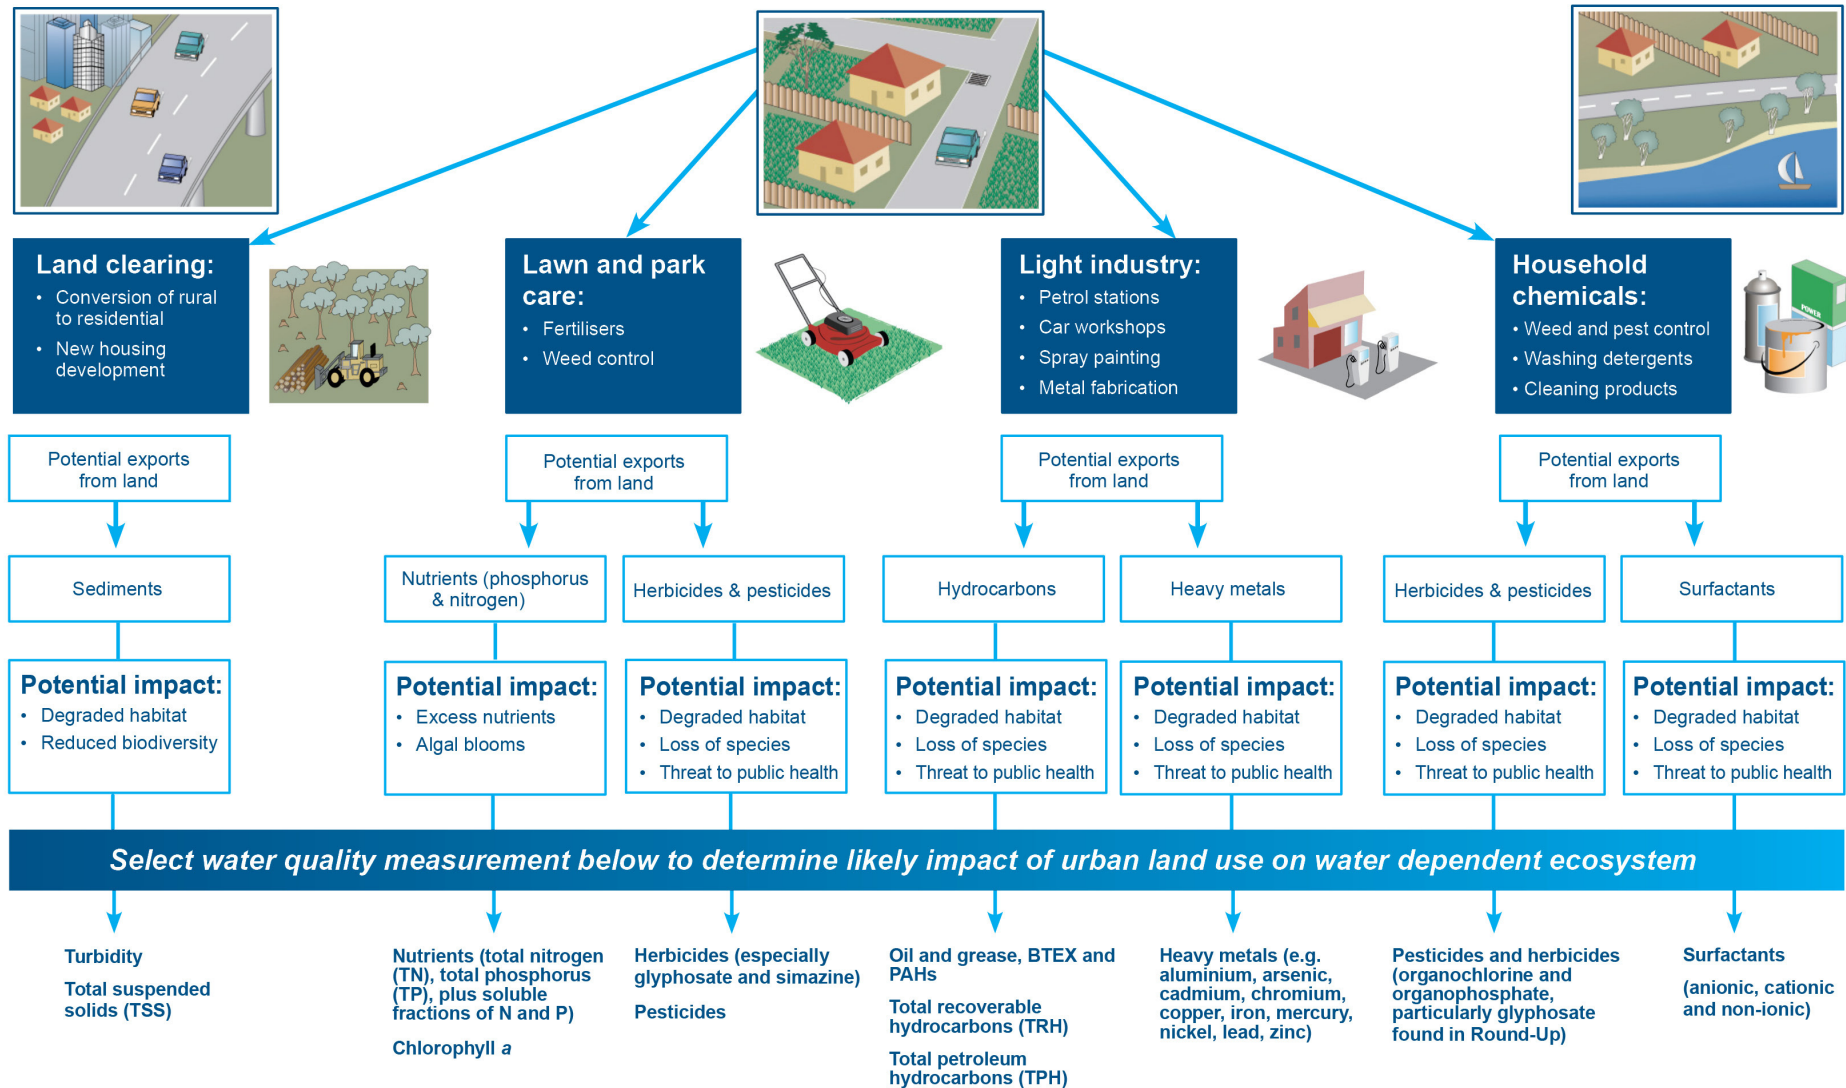 Land clearing:
• Conversion of rural
to residential
• New housing
development
Lawn and park
care:
• Fertilisers
• Weed control
Light industry:
• Petrol stations
• Car workshops
• Spray painting
• Metal fabrication
Household
chemicals:
• Weed and pest control
• Washing detergents
• Cleaning products
POWER
Potential exports
from land
Potential exports
from land
Potential exports
from land
Potential exports
from land
Sediments
Nutrients (phosphorus
& nitrogen)
Herbicides & pesticides
Hydrocarbons
Heavy metals
Herbicides & pesticides
Surfactants
Potential impact:
• Degraded habitat
• Reduced biodiversity
Potential impact:
• Excess nutrients
• Algal blooms
Potential impact:
• Degraded habitat
• Loss of species
• Threat to public health
Potential impact:
• Degraded habitat
• Loss of species
• Threat to public health
Potential impact:
• Degraded habitat
• Loss of species
• Threat to public health
Potential impact:
• Degraded habitat
• Loss of species
• Threat to public health
Potential impact:
• Degraded habitat
• Loss of species
• Threat to public health
Select water quality measurement below to determine likely impact of urban land use on water dependent ecosystem
Turbidity
Total suspended
solids (TSS)
Nutrients (total nitrogen
(TN), total phosphorus
(TP), plus soluble
fractions of N and P)
Chlorophyll a
Herbicides (especially
glyphosate and simazine)
Pesticides
Oil and grease, BTEX and
PAHs
Total recoverable
hydrocarbons (TRH)
Total petroleum
hydrocarbons (TPH)
Heavy metals (e.g.
aluminium, arsenic,
cadmium, chromium,
copper, iron, mercury,
nickel, lead, zinc)
Pesticides and herbicides
(organochlorine and
organophosphate,
particularly glyphosate
found in Round-Up)
Surfactants
(anionic, cationic
and non-ionic)